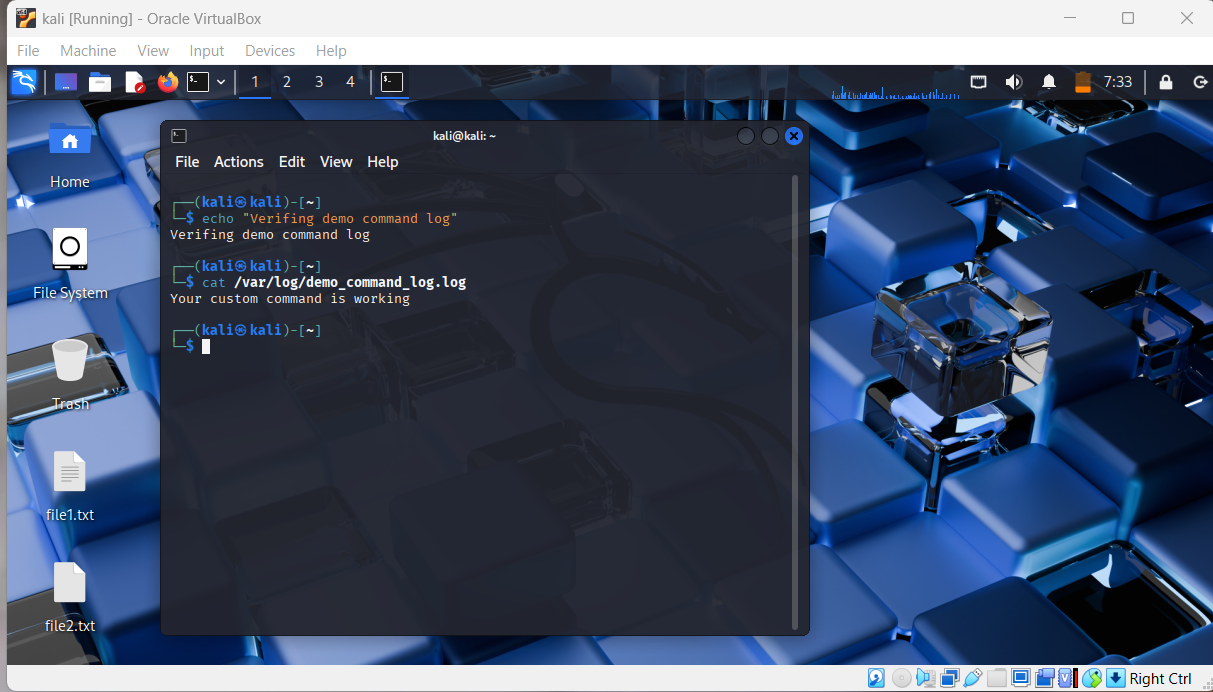 kali [Running] - Oracle VirtualBox
File Machine View Input Devices Help
1 2 3 4 7:33
kali@kali: ~
File Actions Edit View Help
Home
File System
Trash
file1.txt
file2.txt
┌──(kali㉿kali)-[~]
└─$ echo "Verifing demo command log"
Verifing demo command log
┌──(kali㉿kali)-[~]
└─$ cat /var/log/demo_command_log.log
Your custom command is working
┌──(kali㉿kali)-[~]
└─$
Right Ctrl